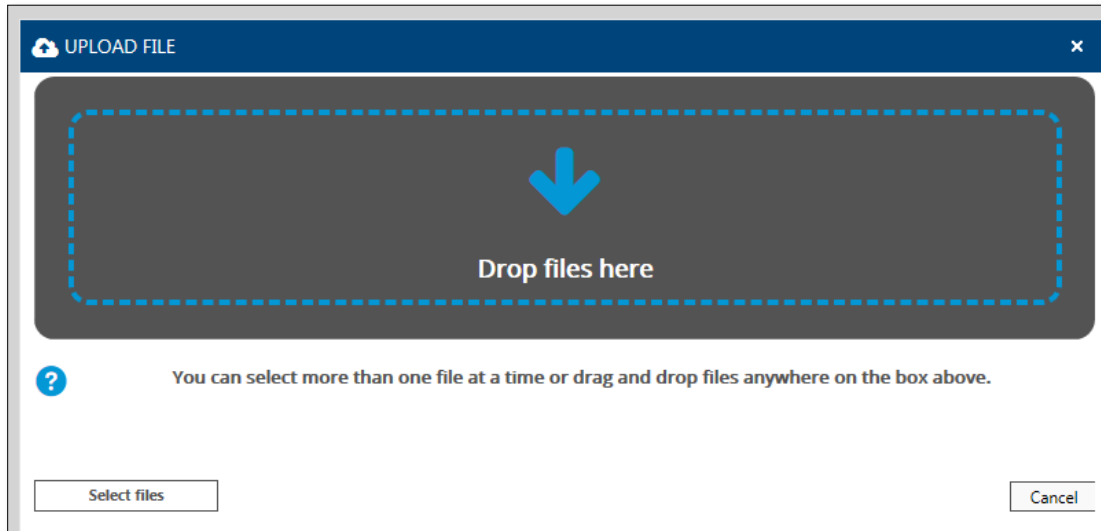 UPLOAD FILE
Drop files here
You can select more than one file at a time or drag and drop files anywhere on the box above.
Select files
Cancel